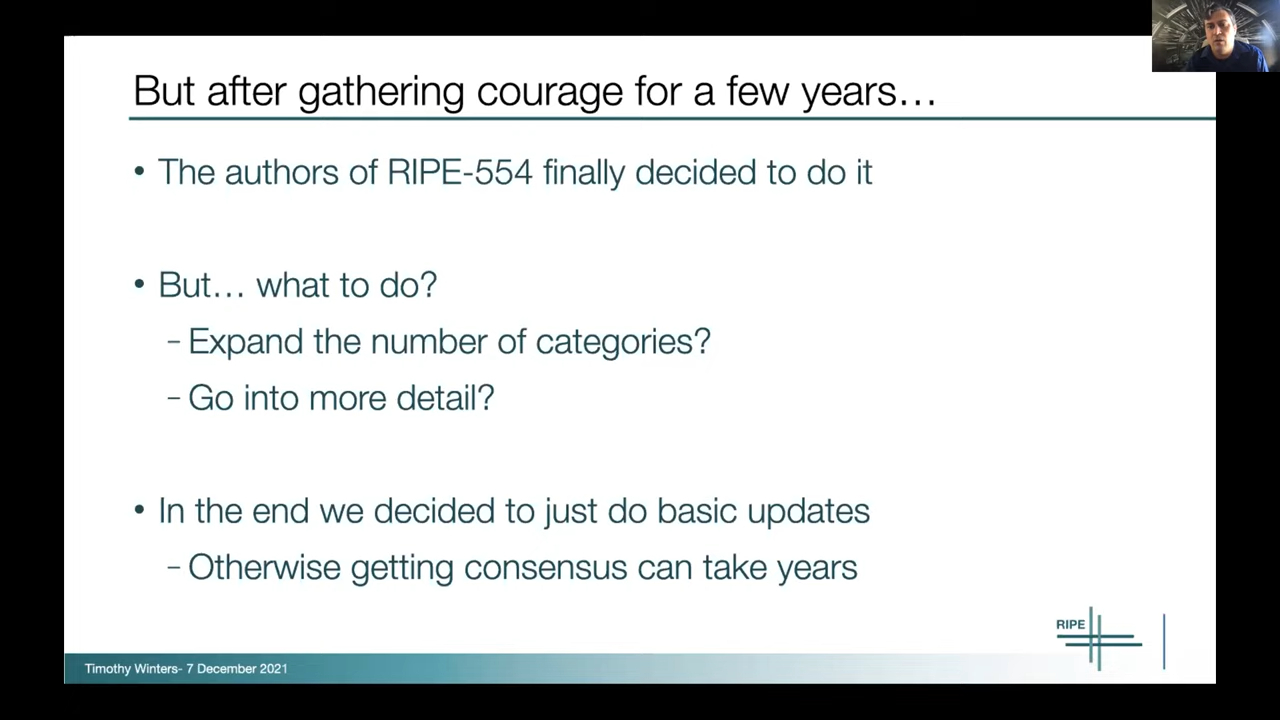 But after gathering courage for a few years…
• The authors of RIPE-554 finally decided to do it
• But… what to do?
- Expand the number of categories?
- Go into more detail?
• In the end we decided to just do basic updates
- Otherwise getting consensus can take years
RIPE
Timothy Winters- 7 December 2021